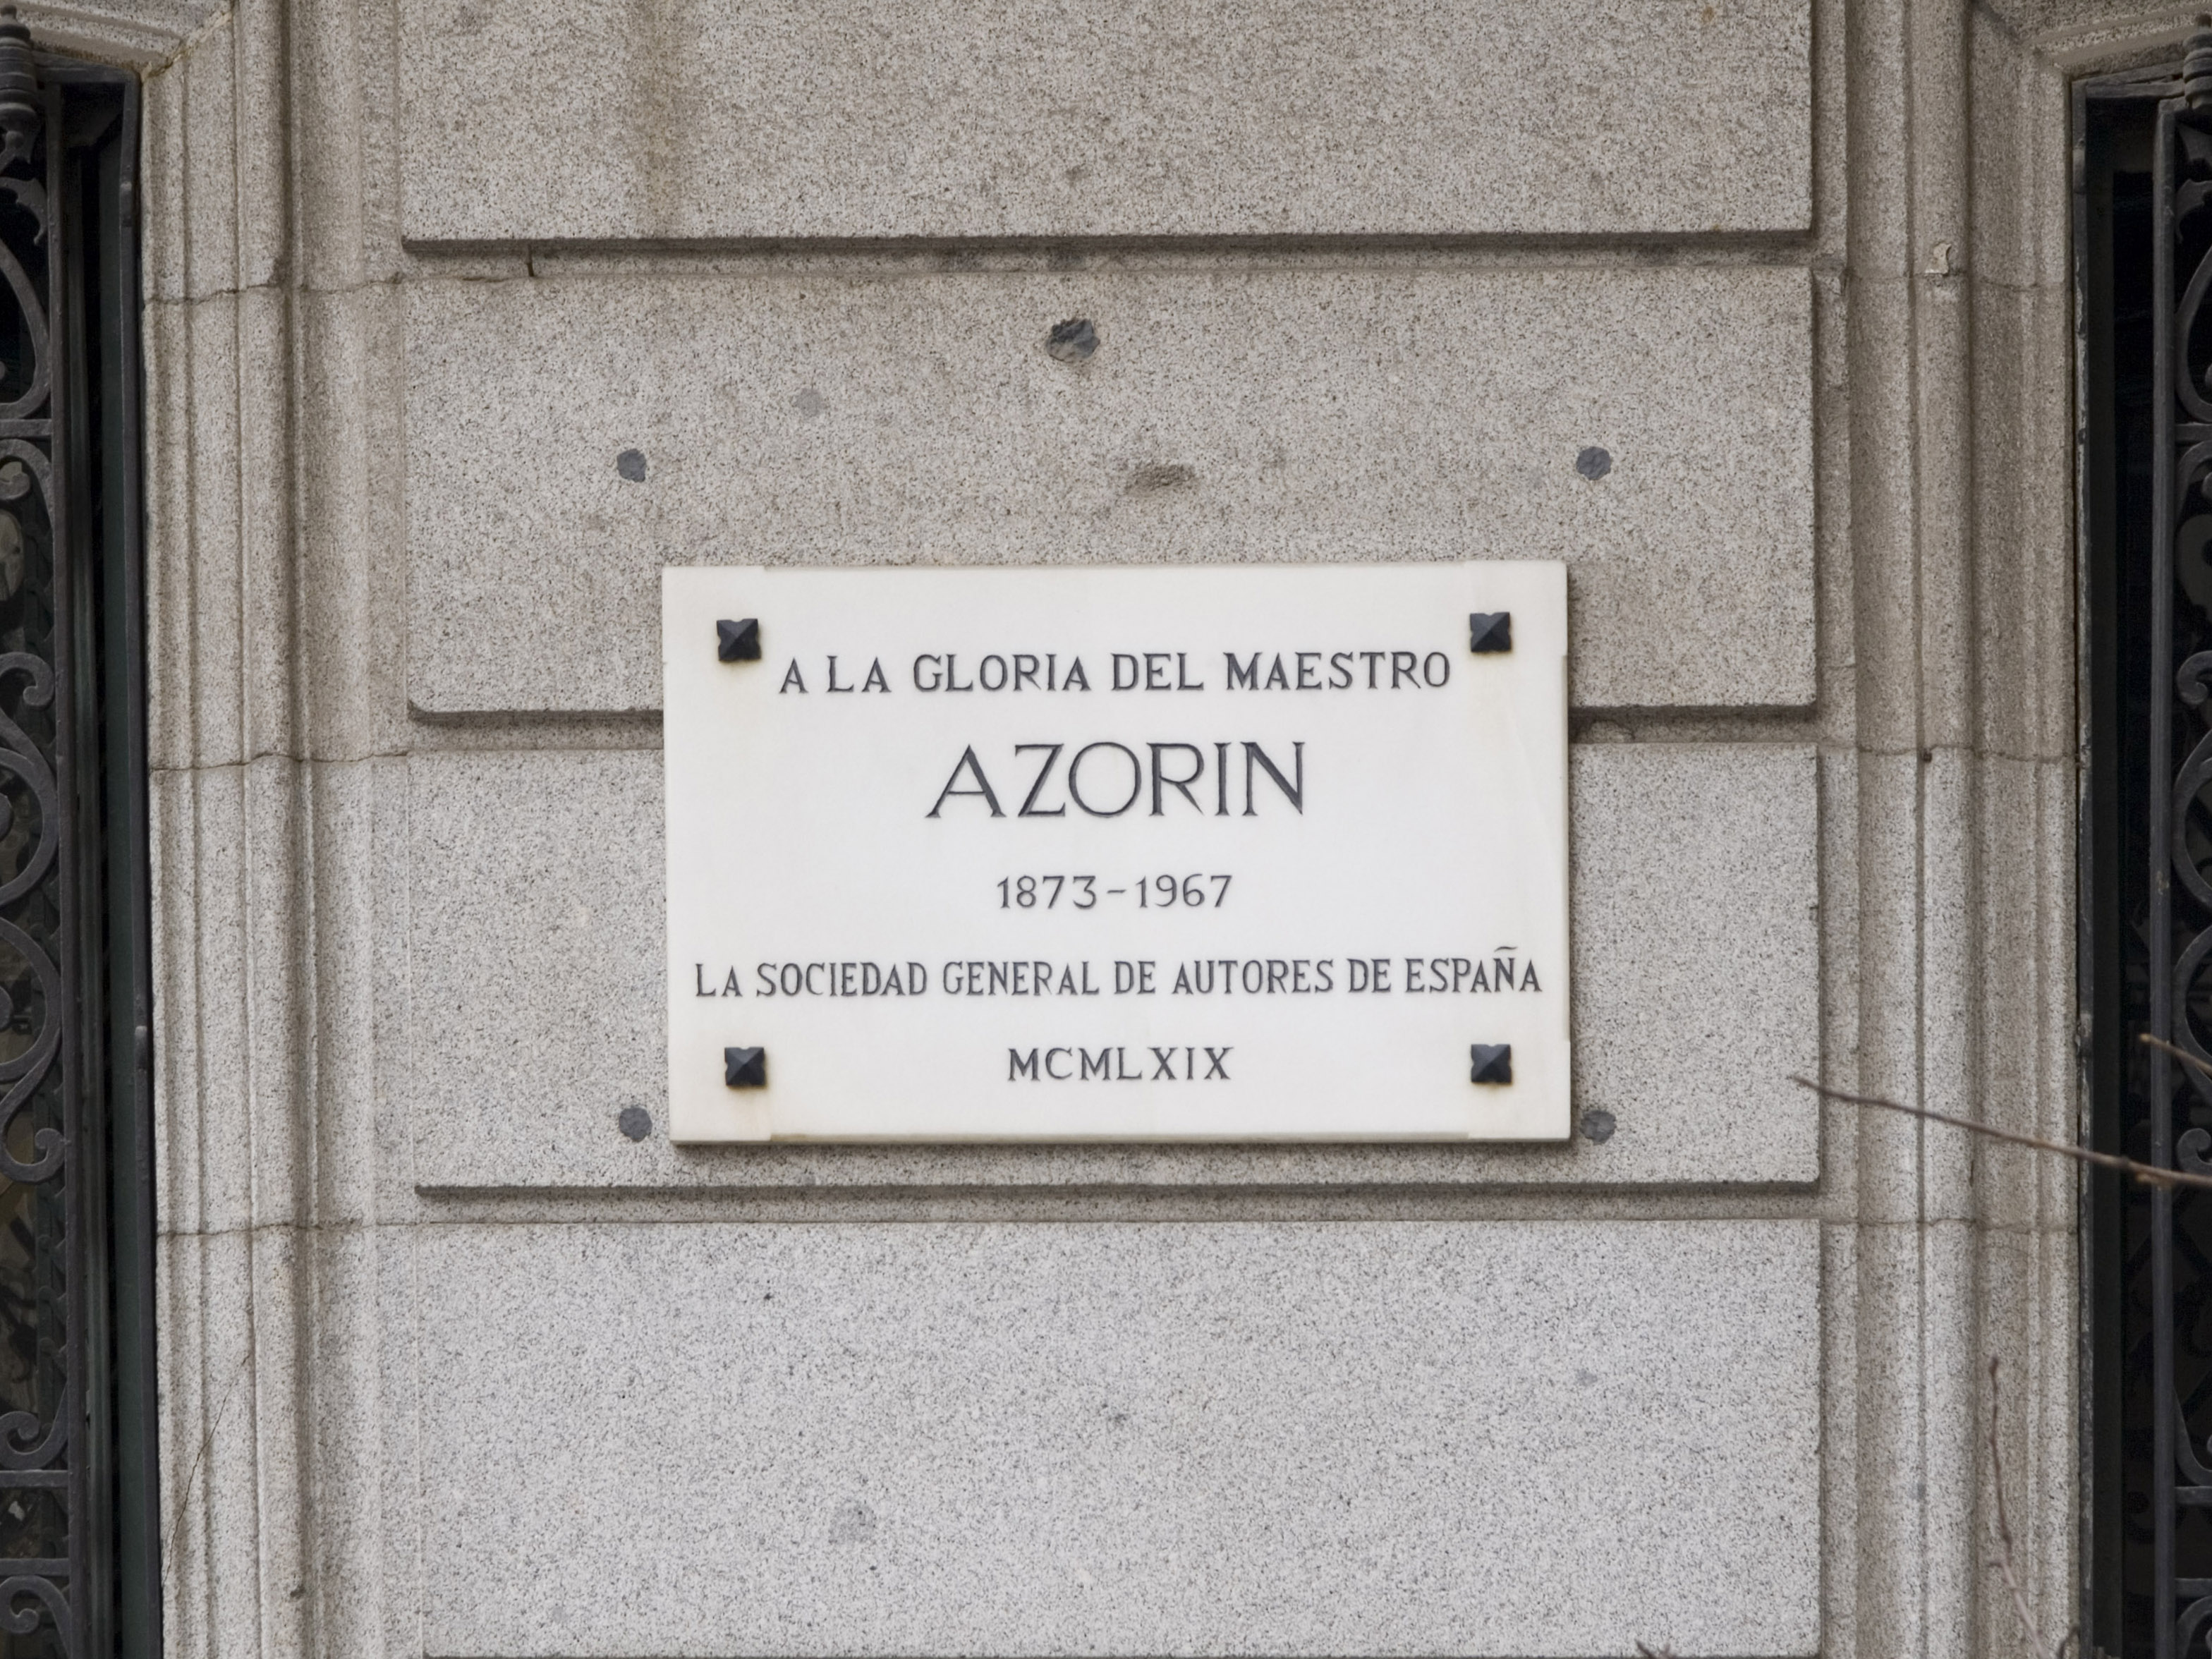 A LA GLORIA DEL MAESTRO
AZORIN
1873-1967
LA SOCIEDAD GENERAL DE AUTORES DE ESPAÑA
MCMLXIX